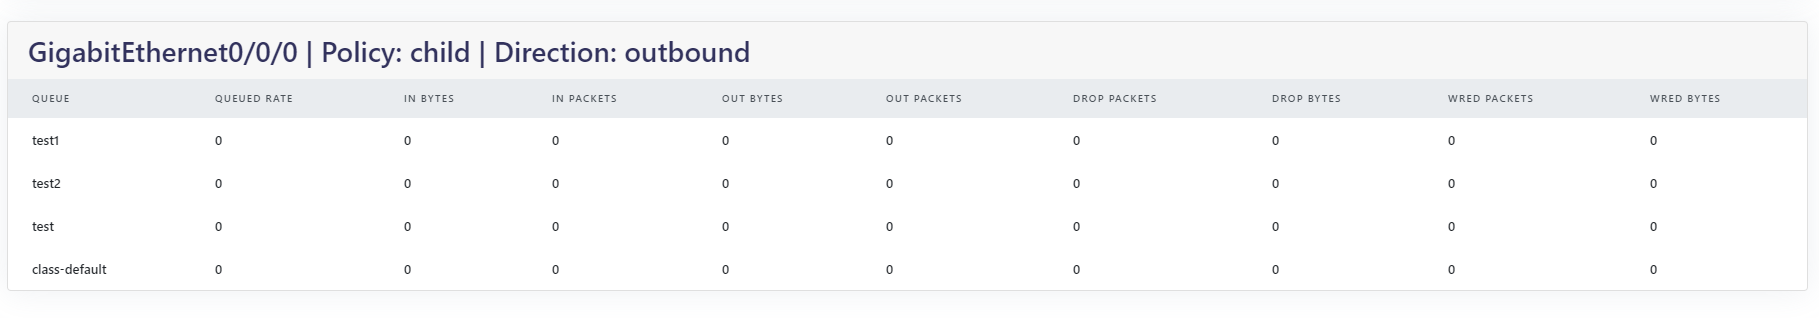 GigabitEthernet0/0/0 | Policy: child | Direction: outbound
QUEUE QUEUED RATE IN BYTES IN PACKETS OUT BYTES OUT PACKETS DROP PACKETS DROP BYTES WRED PACKETS WRED BYTES
test1 0 0 0 0 0 0 0 0 0
test2 0 0 0 0 0 0 0 0 0
test 0 0 0 0 0 0 0 0 0
class-default 0 0 0 0 0 0 0 0 0